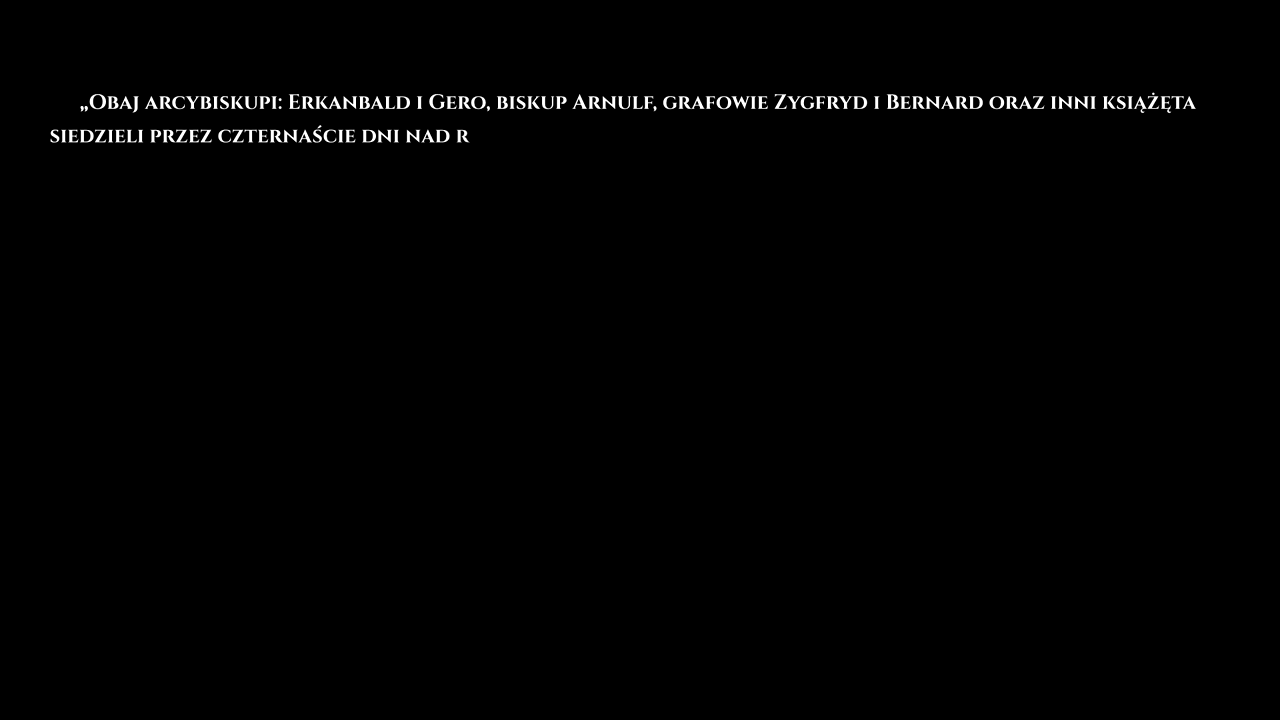 „Obaj arcybiskupi: Erkanbald i Gero, biskup Arnulf, grafowie Zygfryd i Bernard oraz inni książęta
siedzieli przez czternaście dni nad r